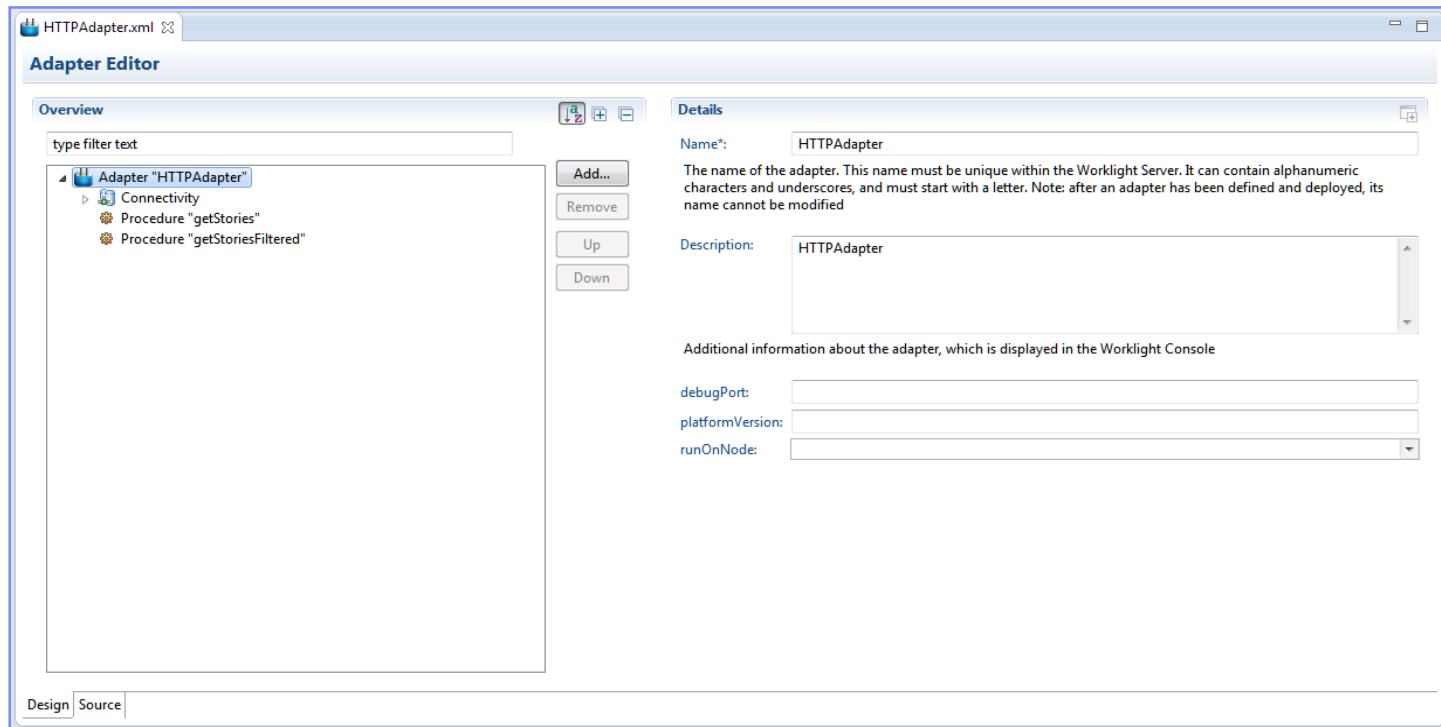 HTTPAdapter.xml
Adapter Editor
Overview
type filter text
Adapter "HTTPAdapter"
Connectivity
Procedure "getStories"
Procedure "getStoriesFiltered"
Add...
Remove
Up
Down
Details
Name*:
HTTPAdapter
The name of the adapter. This name must be unique within the Worklight Server. It can contain alphanumeric
characters and underscores, and must start with a letter. Note: after an adapter has been defined and deployed, its
name cannot be modified
Description:
HTTPAdapter
Additional information about the adapter, which is displayed in the Worklight Console
debugPort:
platformVersion:
runOnNode:
Design
Source